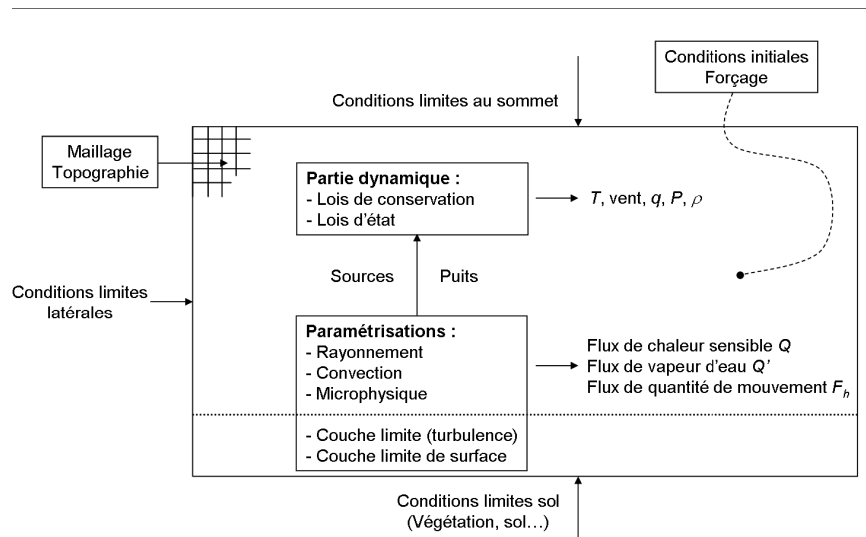 Conditions initiales
Forçage
Conditions limites au sommet
Maillage
Topographie
Partie dynamique :
- Lois de conservation
- Lois d'état
T, vent, q, P, ρ
Sources Puits
Conditions limites
latérales
Paramétrisations :
- Rayonnement
- Convection
- Microphysique
Flux de chaleur sensible Q
Flux de vapeur d'eau Q'
Flux de quantité de mouvement Fh
- Couche limite (turbulence)
- Couche limite de surface
Conditions limites sol
(Végétation, sol…)